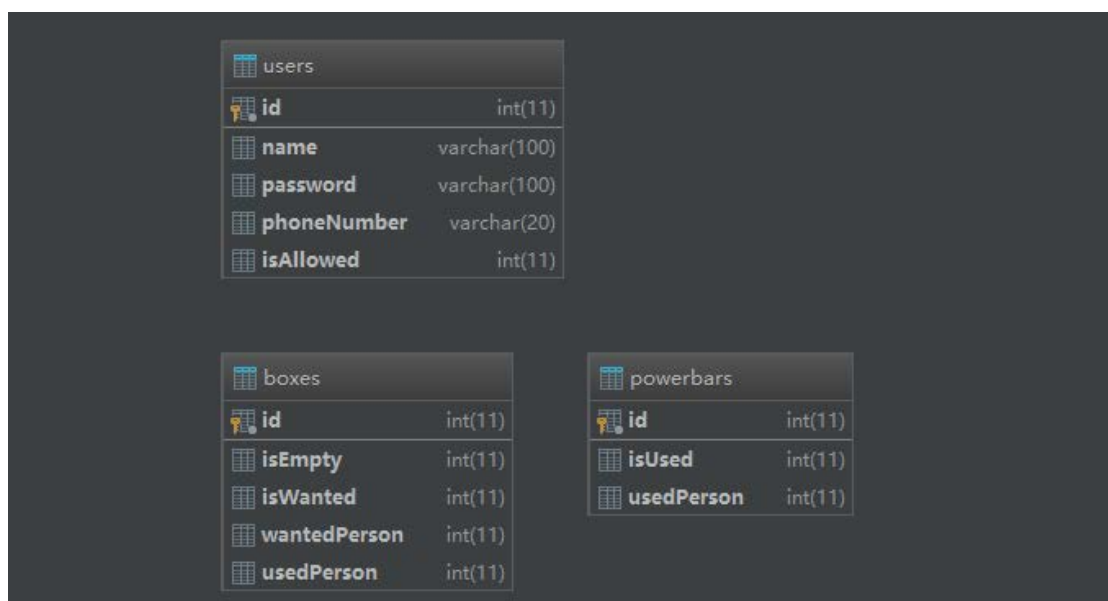 users
id int(11)
name varchar(100)
password varchar(100)
phoneNumber varchar(20)
isAllowed int(11)
boxes
id int(11)
isEmpty int(11)
isWanted int(11)
wantedPerson int(11)
usedPerson int(11)
powerbars
id int(11)
isUsed int(11)
usedPerson int(11)